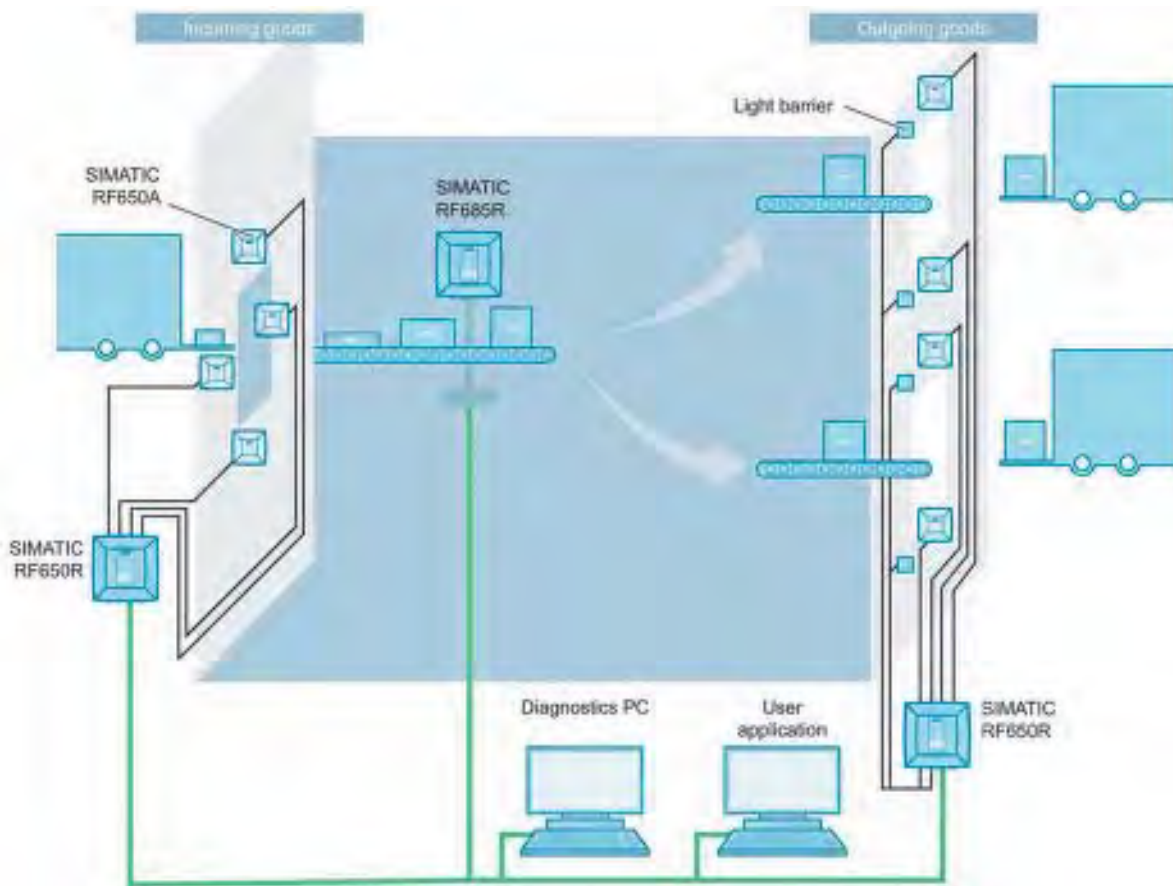 Incoming goods
Outgoing goods
Light barrier
SIMATIC
RF650A
SIMATIC
RF685R
SIMATIC
RF650R
Diagnostics PC
User
application
SIMATIC
RF650R